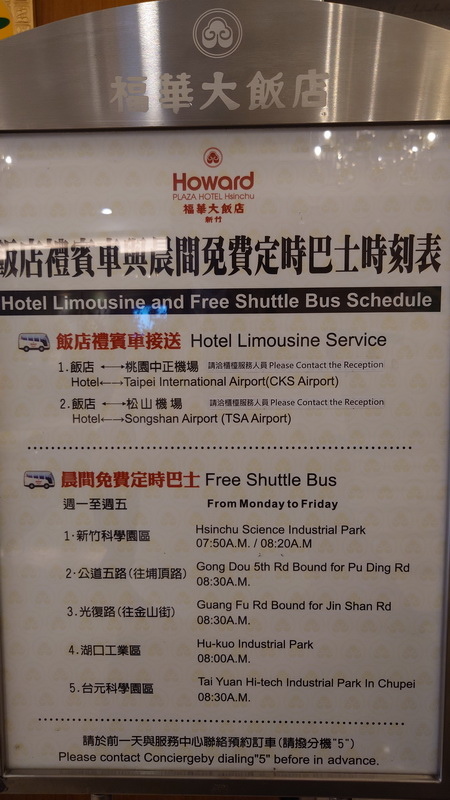 福華大飯店
Howard
PLAZA HOTEL Hsinchu
福華大飯店
新竹
飯店禮賓車與晨間免費定時巴士時刻表
Hotel Limousine and Free Shuttle Bus Schedule
飯店禮賓車接送 Hotel Limousine Service
1.飯店 ←→桃園中正機場 請洽櫃檯服務人員 Please Contact the Reception
Hotel←→Taipei International Airport(CKS Airport)
2.飯店 ←→松山機場 請洽櫃檯服務人員 Please Contact the Reception
Hotel←→Songshan Airport (TSA Airport)
晨間免費定時巴士 Free Shuttle Bus
週一至週五 From Monday to Friday
1·新竹科學園區 Hsinchu Science Industrial Park
07:50A.M. / 08:20A.M
2·公道五路(往埔頂路) Gong Dou 5th Rd Bound for Pu Ding Rd
08:30A.M.
3.光復路(往金山街) Guang Fu Rd Bound for Jin Shan Rd
08:30A.M.
4.湖口工業區 Hu-kuo Industrial Park
08:00A.M.
5.台元科學園區 Tai Yuan Hi-tech Industrial Park In Chupei
08:30A.M.
請於前一天與服務中心聯絡預約訂車(請撥分機"5")
Please contact Conciergeby dialing"5" before in advance.